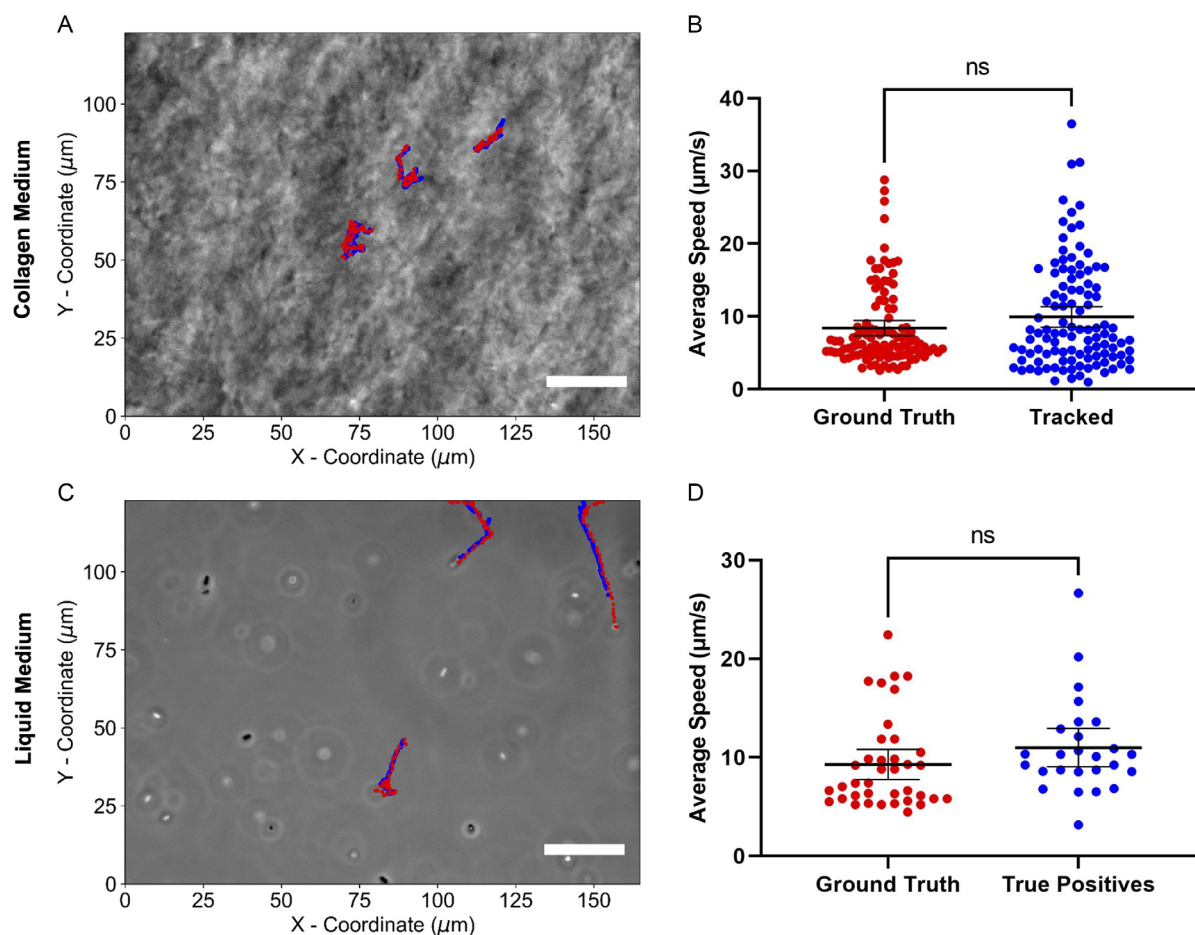 A
Collagen Medium
Y - Coordinate (µm)
100
75
50
25
0
0 25 50 75 100 125 150
X - Coordinate (µm)
B
ns
Average Speed (µm/s)
40
30
20
10
0
Ground Truth Tracked
C
Liquid Medium
Y - Coordinate (µm)
100
75
50
25
0
0 25 50 75 100 125 150
X - Coordinate (µm)
D
ns
Average Speed (µm/s)
30
20
10
0
Ground Truth True Positives